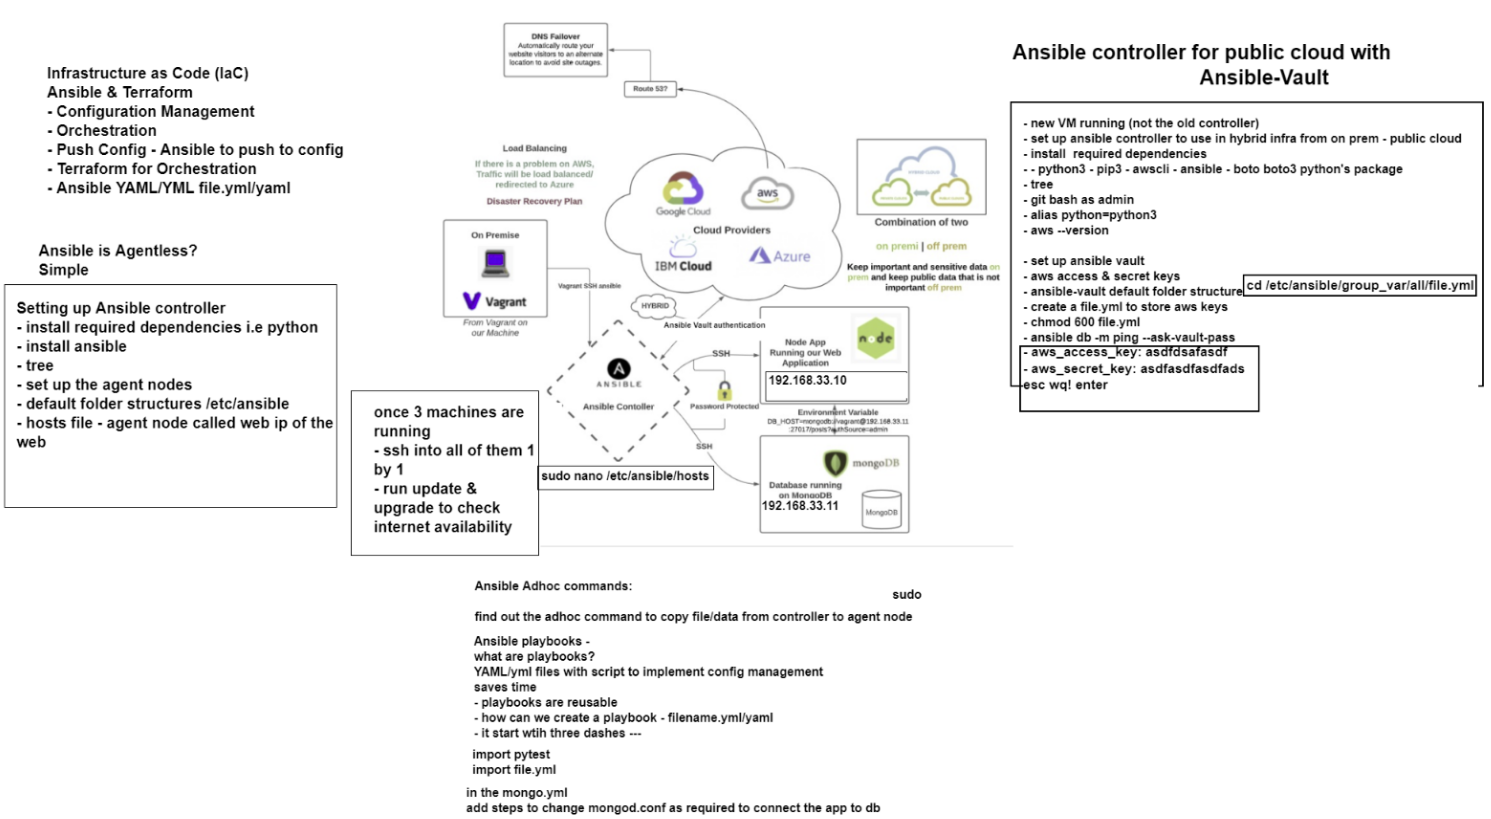 Infrastructure as Code (IaC)
Ansible & Terraform
- Configuration Management
- Orchestration
- Push Config - Ansible to push to config
- Terraform for Orchestration
- Ansible YAML/YML file.yml/yaml
Ansible is Agentless?
Simple
Setting up Ansible controller
- install required dependencies i.e python
- install ansible
- tree
- set up the agent nodes
- default folder structures /etc/ansible
- hosts file - agent node called web ip of the
web
once 3 machines are
running
- ssh into all of them 1
by 1
- run update &
upgrade to check
internet availability
sudo nano /etc/ansible/hosts
DNS Failover
Automatically route your
website visitors to an alternate
location to avoid site outages.
Route 53?
Load Balancing
If there is a problem on AWS,
Traffic will be load balanced/
redirected to Azure
Disaster Recovery Plan
On Premise
Vagrant
From Vagrant on
our Machine
Vagrant SSH ansible
Google Cloud
aws
Cloud Providers
IBM Cloud
Azure
HYBRID
Ansible Vault authentication
ANSIBLE
Ansible Contoller
SSH
Password Protected
SSH
Node App
Running our Web
Application
node
192.168.33.10
Environment Variable
DB_HOST=mongodb://vagrant@192.168.33.11
:27017/posts?authSource=admin
mongoDB
Database running
on MongoDB
192.168.33.11
MongoDB
HYBRID CLOUD
Combination of two
on premi | off prem
Keep important and sensitive data on
prem and keep public data that is not
important off prem
Ansible controller for public cloud with
Ansible-Vault
- new VM running (not the old controller)
- set up ansible controller to use in hybrid infra from on prem - public cloud
- install required dependencies
- - python3 - pip3 - awscli - ansible - boto boto3 python's package
- tree
- git bash as admin
- alias python=python3
- aws --version
- set up ansible vault
- aws access & secret keys
- ansible-vault default folder structure
cd /etc/ansible/group_var/all/file.yml
- create a file.yml to store aws keys
- chmod 600 file.yml
- ansible db -m ping --ask-vault-pass
- aws_access_key: asdfdsafasdf
- aws_secret_key: asdfasdfasdfads
esc wq! enter
Ansible Adhoc commands:
sudo
find out the adhoc command to copy file/data from controller to agent node
Ansible playbooks -
what are playbooks?
YAML/yml files with script to implement config management
saves time
- playbooks are reusable
- how can we create a playbook - filename.yml/yaml
- it start wtih three dashes ---
import pytest
import file.yml
in the mongo.yml
add steps to change mongod.conf as required to connect the app to db